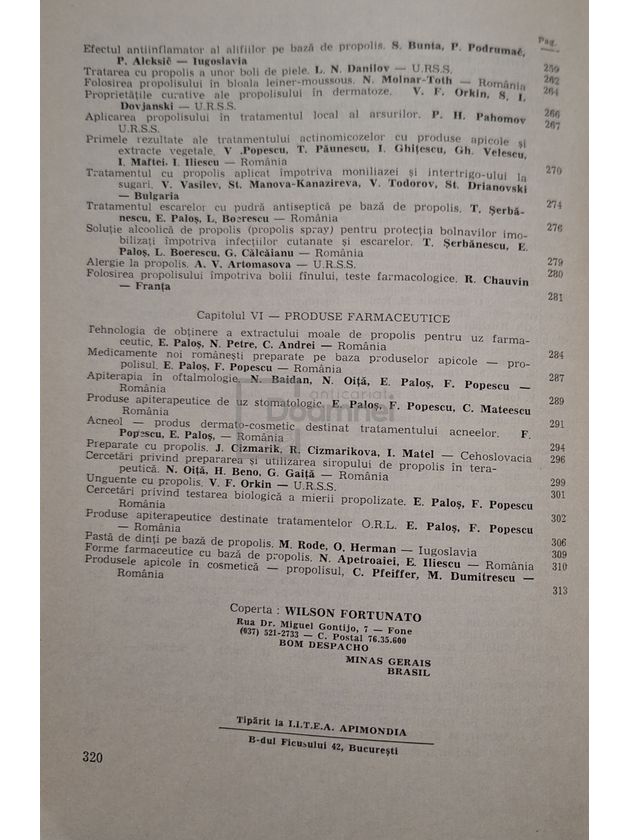 Pag.
Efectul antiinflamator al alifiilor pe bază de propolis. S. Bunta, P. Podrumač,
P. Aleksič — Iugoslavia 259
Tratarea cu propolis a unor boli de piele. L. N. Danilov — U.R.S.S. 262
Folosirea propolisului în bloala leiner-moussous. N. Molnar-Toth — România 264
Proprietățile curative ale propolisului în dermatoze. V. F. Orkin, S. I.
Dovjanski — U.R.S.S. 266
Aplicarea propolisului în tratamentul local al arsurilor. P. H. Pahomov
U.R.S.S. 267
Primele rezultate ale tratamentului actinomicozelor cu produse apicole și
extracte vegetale. V .Popescu, T. Păunescu, I. Ghițescu, Gh. Velescu,
I. Maftei. I. Iliescu — România 270
Tratamentul cu propolis aplicat împotriva moniliazei și intertrigo-ului la
sugari. V. Vasilev, St. Manova-Kanazireva, V. Todorov, St. Drianovski
— Bulgaria 274
Tratamentul escarelor cu pudră antiseptică pe bază de propolis. T. Șerbă-
nescu, E. Paloș, L. Boerescu — România 276
Soluție alcoolică de propolis (propolis spray) pentru protecția bolnavilor imo-
bilizați împotriva infecțiilor cutanate și escarelor. T. Șerbănescu, E.
Paloș, L. Boerescu, G. Călcăianu — România 279
Alergie la propolis. A. V. Artomasova — U.R.S.S. 280
Folosirea propolisului împotriva bolii fînului, teste farmacologice. R. Chauvin
— Franța 281
Capitolul VI — PRODUSE FARMACEUTICE
Tehnologia de obținere a extractului moale de propolis pentru uz farma-
ceutic, E. Paloș, N. Petre, C. Andrei — România 284
Medicamente noi românești preparate pe baza produselor apicole — pro-
polisul. E. Paloș, F. Popescu — România 287
Apiterapia în oftalmologie. N. Baidan, N. Oiță, E. Paloș, F. Popescu —
România 289
Produse apiterapeutice de uz stomatologic. E. Paloș, F. Popescu, C. Mateescu
România 291
Acneol — produs dermato-cosmetic destinat tratamentului acneelor. F.
Popescu, E. Paloș, — România 294
Preparate cu propolis. J. Cizmarik, R. Cizmarikova, I. Matel — Cehoslovacia 296
Cercetări privind prepararea și utilizarea siropului de propolis în tera-
peutică. N. Oiță, H. Beno, G. Gaiță — România 299
Unguente cu propolis. V. F. Orkin — U.R.S.S. 301
Cercetări privind testarea biologică a mierii propolizate. E. Paloș, F. Popescu
România 302
Produse apiterapeutice destinate tratamentelor O.R.L. E. Paloș, F. Popescu
— România 306
Pastă de dinți pe bază de propolis. M. Rode, O. Herman — Iugoslavia 309
Forme farmaceutice cu bază de propolis. N. Apetroaiei, E. Iliescu — România 310
Produsele apicole în cosmetică — propolisul, C. Pfeiffer, M. Dumitrescu —
România 313
anticariat
Doamnei
Coperta : WILSON FORTUNATO
Rua Dr. Miguel Gontijo, 7 — Fone
(037) 521-2733 — C. Postal 76.35.600
BOM DESPACHO
MINAS GERAIS
BRASIL
Tipărit la I.I.T.E.A. APIMONDIA
B-dul Ficusului 42, București
320